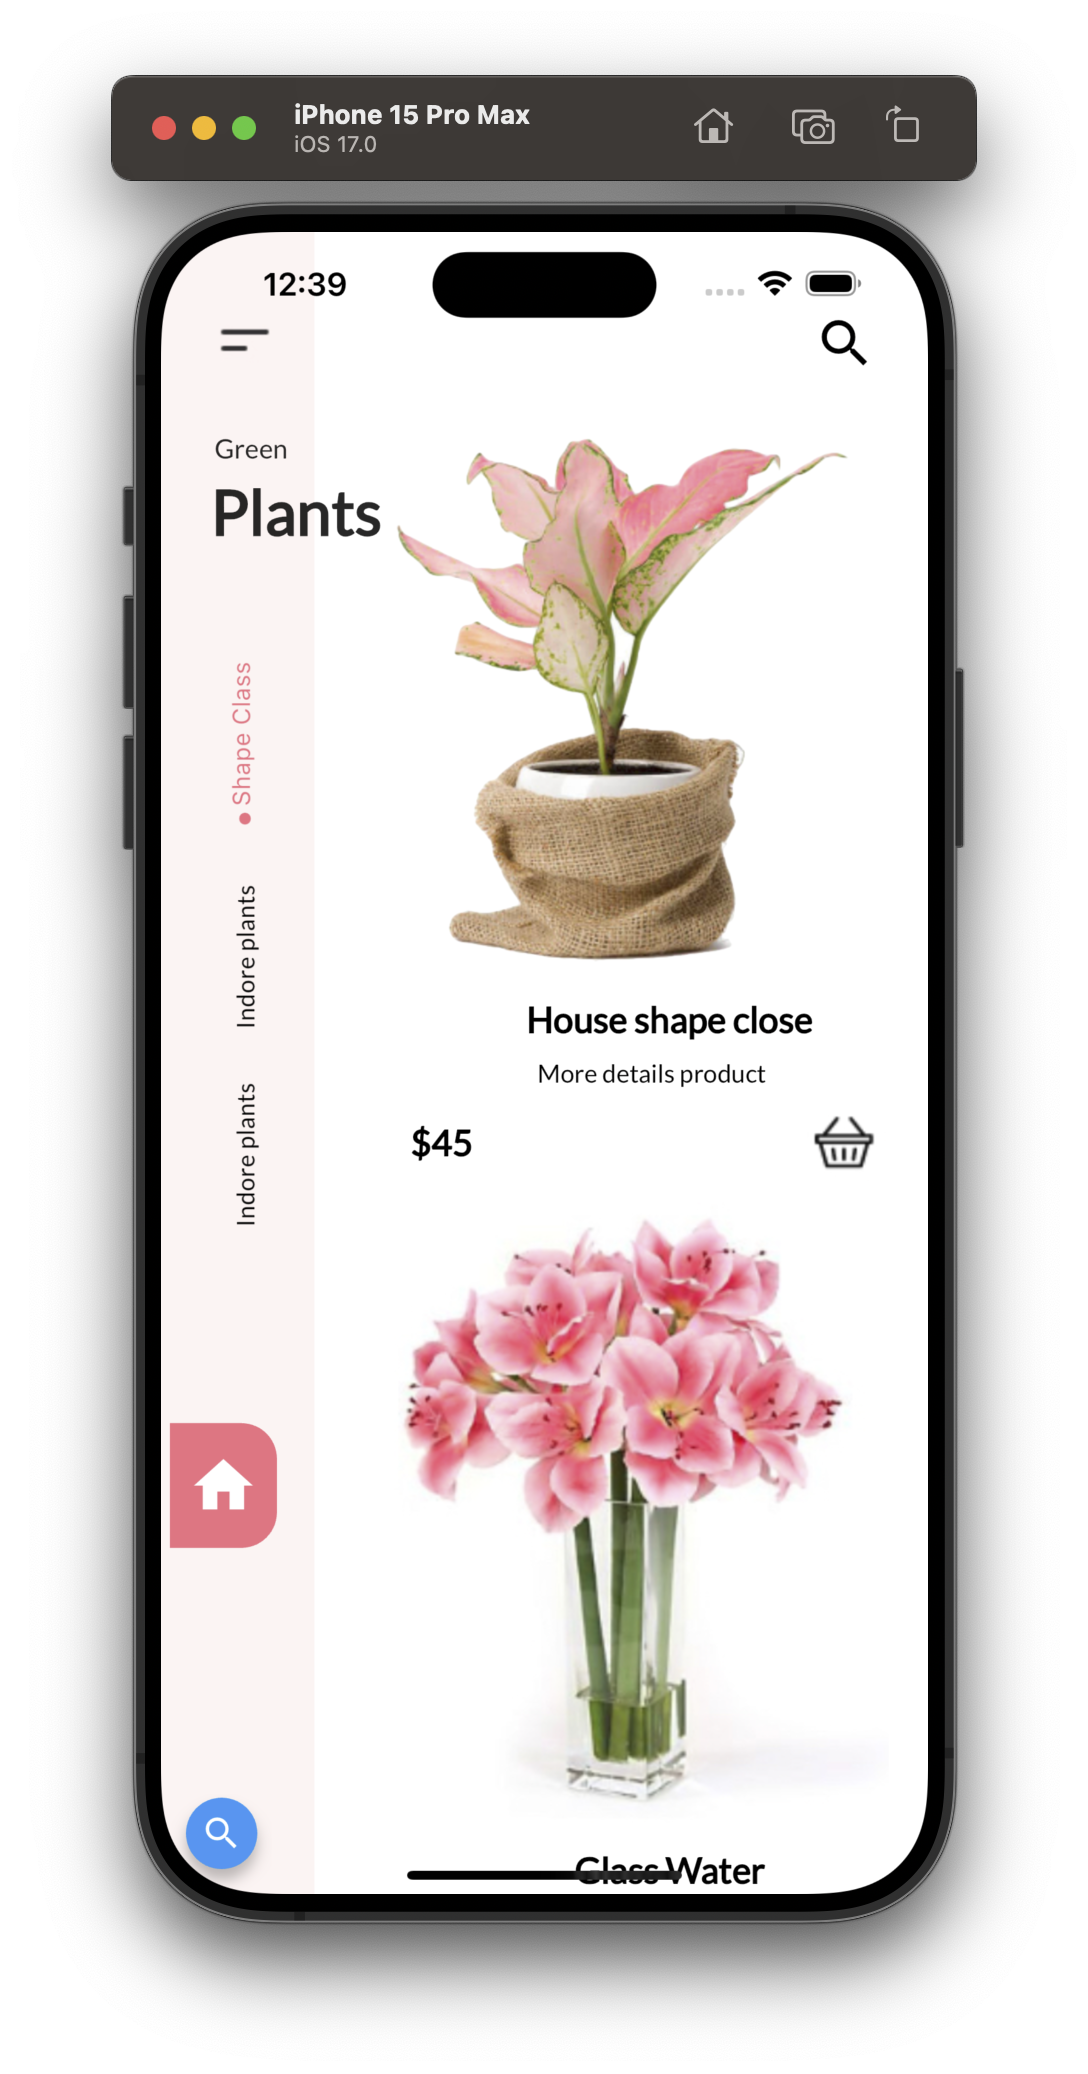 iPhone 15 Pro Max
iOS 17.0
12:39
Green
Plants
Shape Class
Indore plants
Indore plants
House shape close
More details product
$45
Glass Water